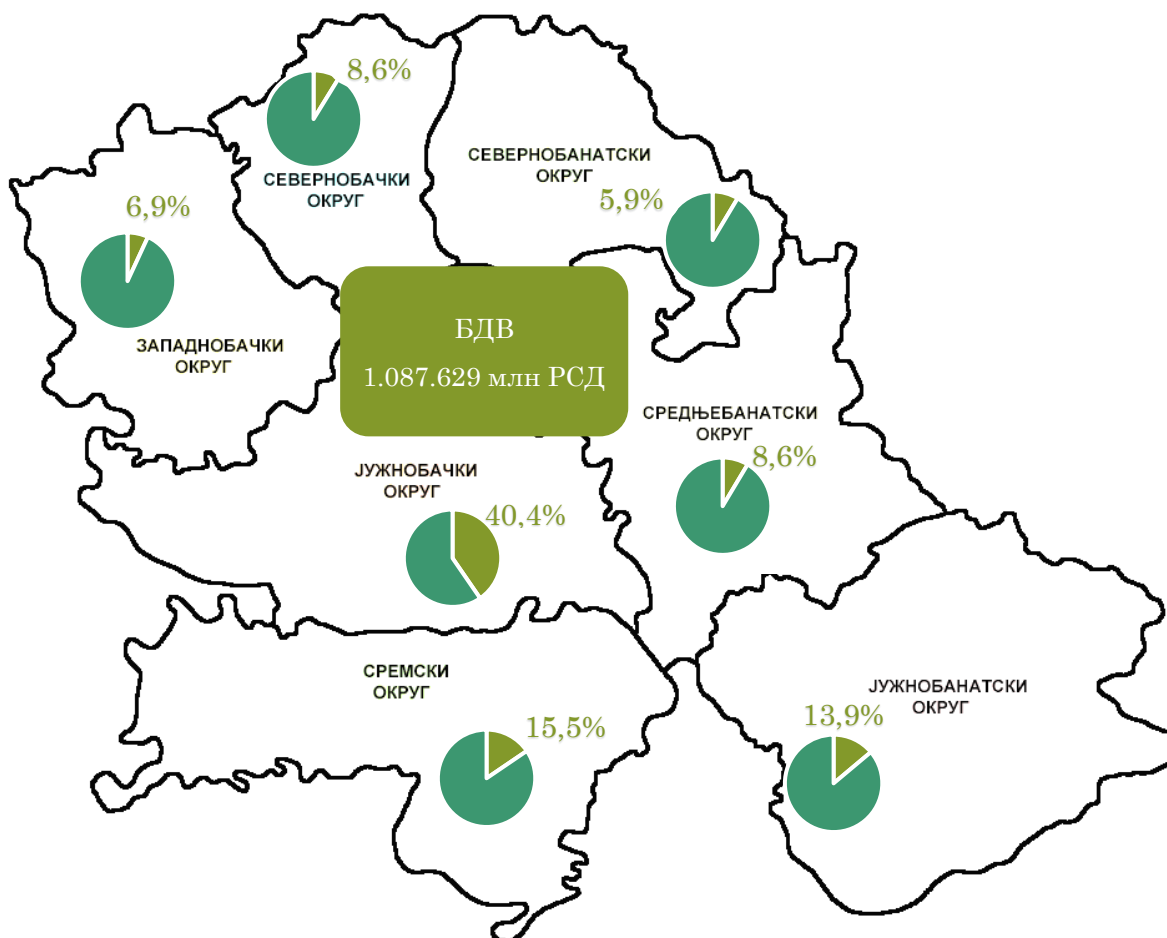 8,6%
СЕВЕРНОБАЧКИ
ОКРУГ
СЕВЕРНОБАНАТСКИ
ОКРУГ
5,9%
6,9%
ЗАПАДНОБАЧКИ
ОКРУГ
БДВ
1.087.629 млн РСД
СРЕДЊЕБАНАТСКИ
ОКРУГ
8,6%
ЈУЖНОБАЧКИ
ОКРУГ
40,4%
СРЕМСКИ
ОКРУГ
15,5%
ЈУЖНОБАНАТСКИ
ОКРУГ
13,9%